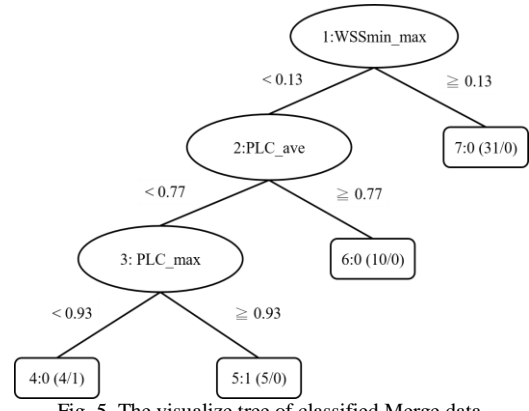 1:WSSmin_max
< 0.13
≧ 0.13
2:PLC_ave
7:0 (31/0)
< 0.77
≧ 0.77
3: PLC_max
6:0 (10/0)
< 0.93
≧ 0.93
4:0 (4/1)
5:1 (5/0)
Fig. 5. The visualize tree of classified Merge data